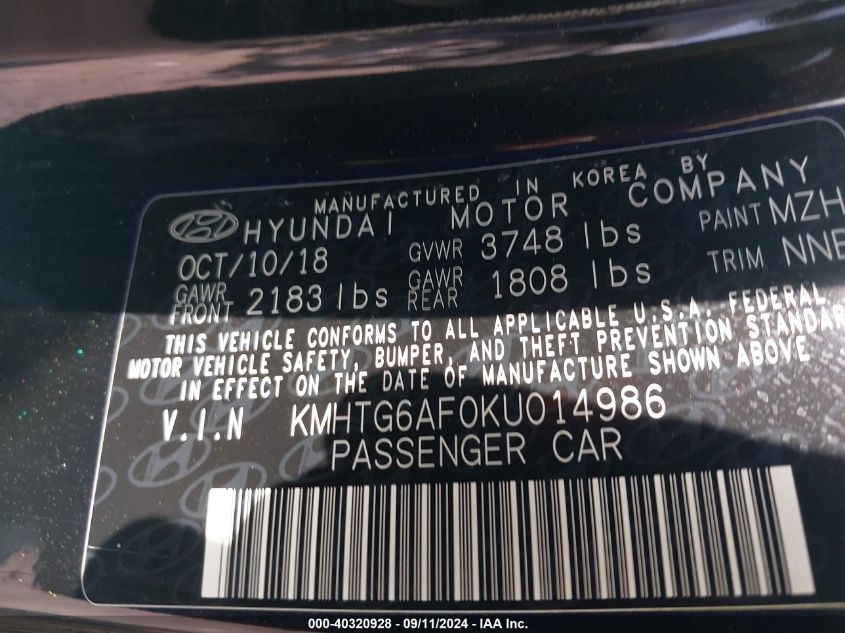 MANUFACTURED IN KOREA BY
HYUNDAI MOTOR COMPANY
OCT/10/18 GVWR 3748 lbs PAINT MZH
GAWR FRONT 2183 lbs GAWR REAR 1808 lbs TRIM NNB
THIS VEHICLE CONFORMS TO ALL APPLICABLE U.S.A. FEDERAL
MOTOR VEHICLE SAFETY, BUMPER, AND THEFT PREVENTION STANDAR
IN EFFECT ON THE DATE OF MANUFACTURE SHOWN ABOVE
V.I.N KMHTG6AF0KU014986
PASSENGER CAR
000-40320928 - 09/11/2024 - IAA Inc.